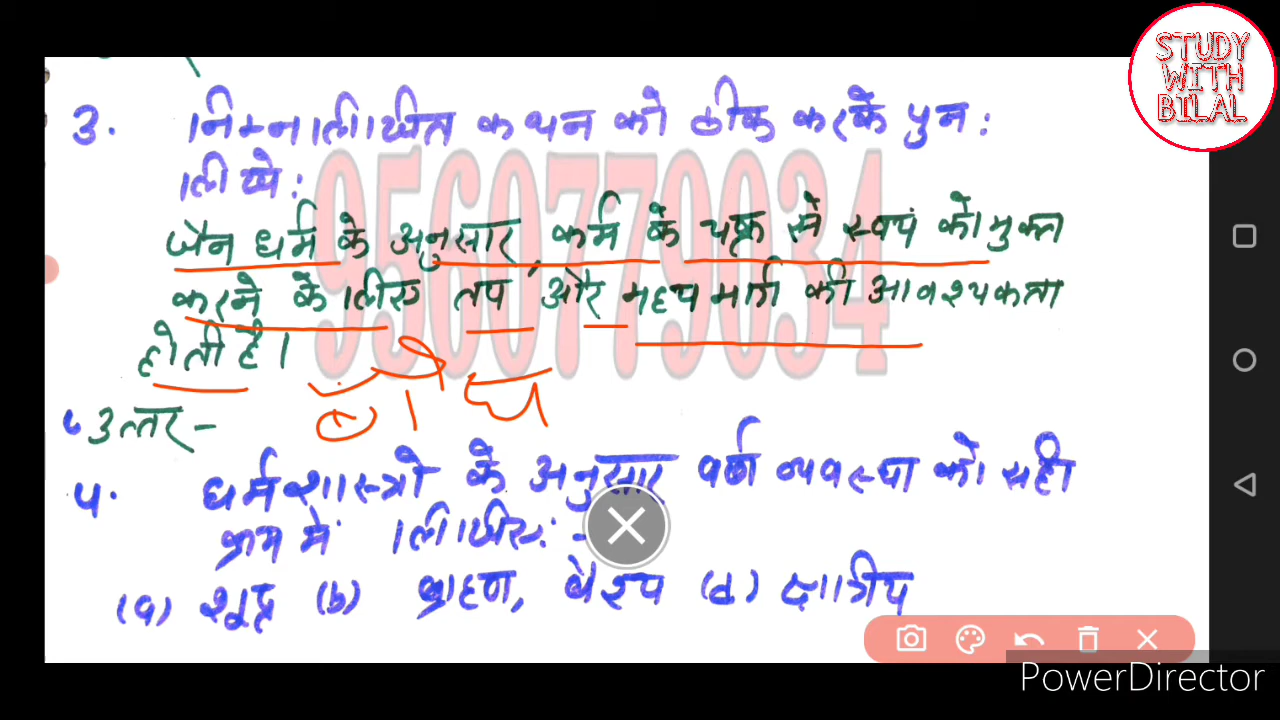 STUDY
WITH
BILAL
3. निम्नलिखित कथन को ठीक करके पुन:
लिखे:
9560779034
जैन धर्म के अनुसार, कर्म के चक्र से स्वयं को मुक्त
करने के लिए तप और मध्य मार्ग की आवश्यकता
होती है।
बौध
उत्तर -
4. धर्मशास्त्रो के अनुसार वर्ण व्यवस्था को सही
क्रम में लिखिए: -
(a) शूद्र (b) ब्राह्मण, वैश्य (d) क्षत्रिय
PowerDirector